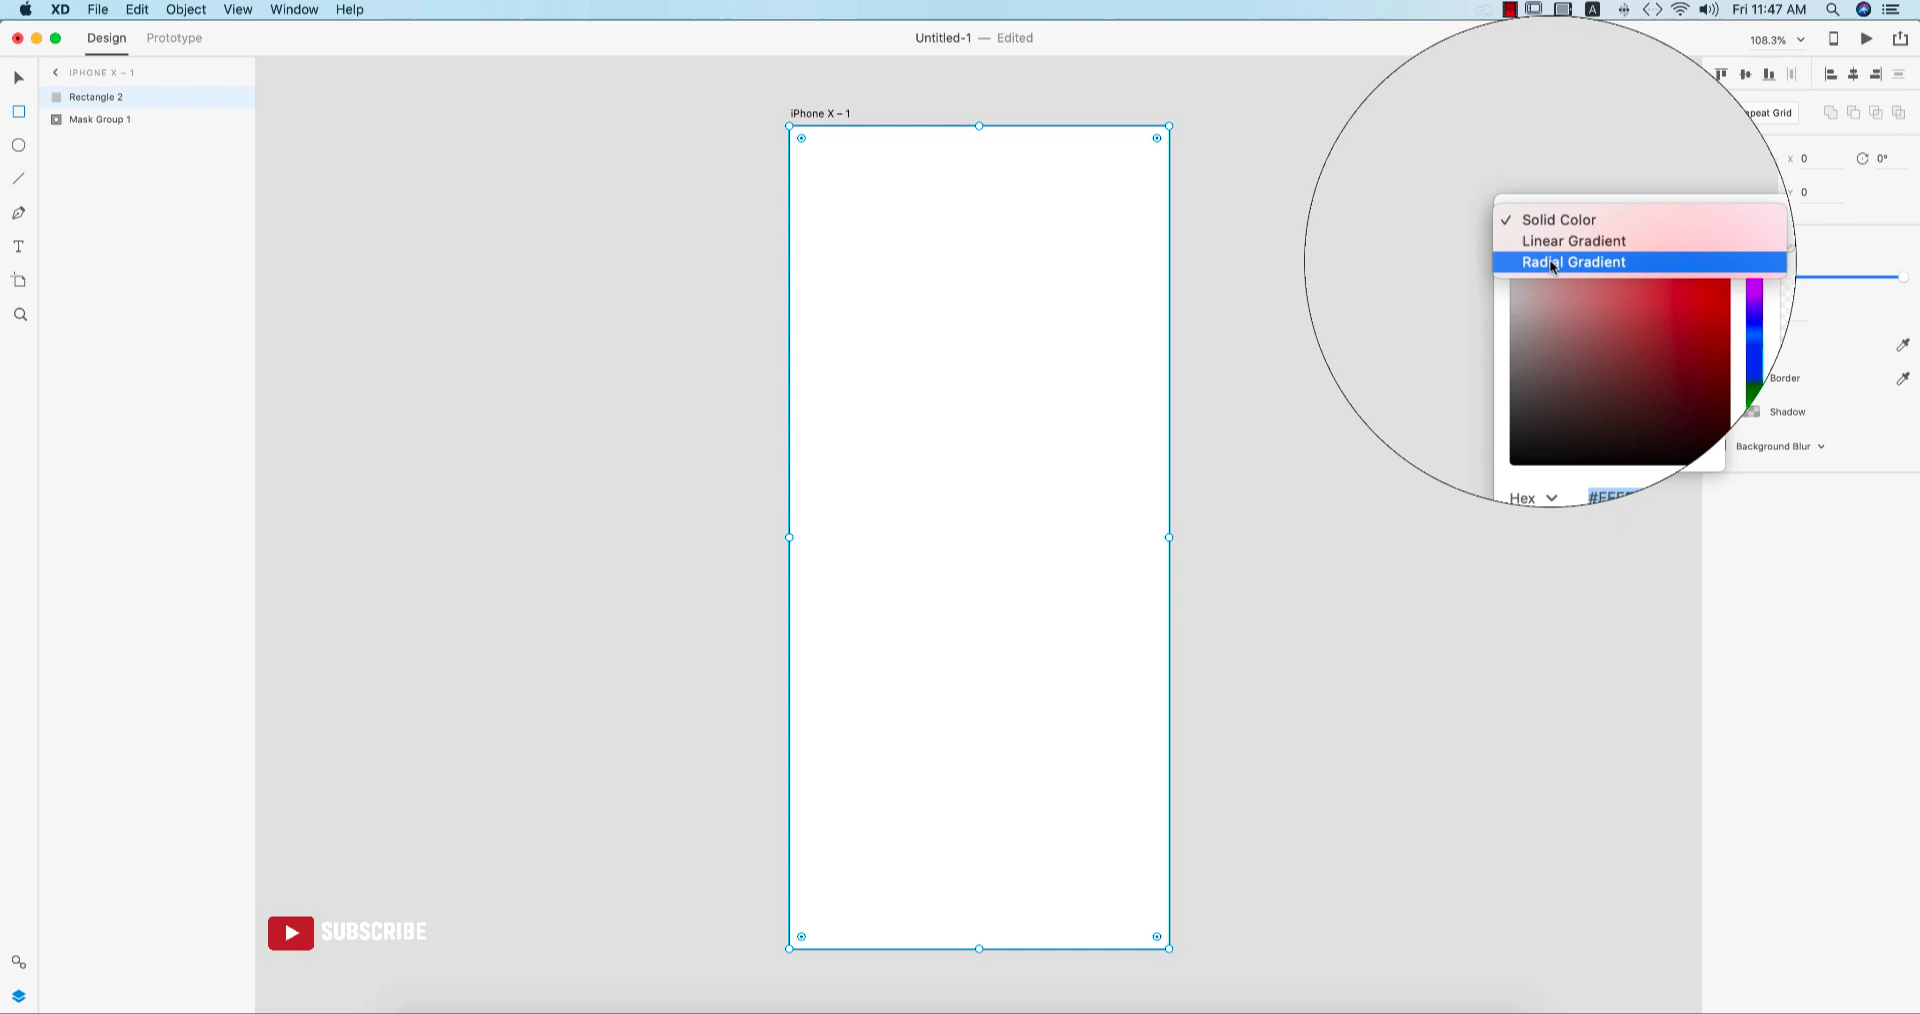 XD File Edit Object View Window Help
Fri 11:47 AM
Design Prototype
Untitled-1 — Edited
108.3%
IPHONE X – 1
Rectangle 2
Mask Group 1
iPhone X – 1
Grid
X 0
0°
0
Solid Color
Linear Gradient
Radial Gradient
Border
Shadow
Background Blur
Hex
SUBSCRIBE